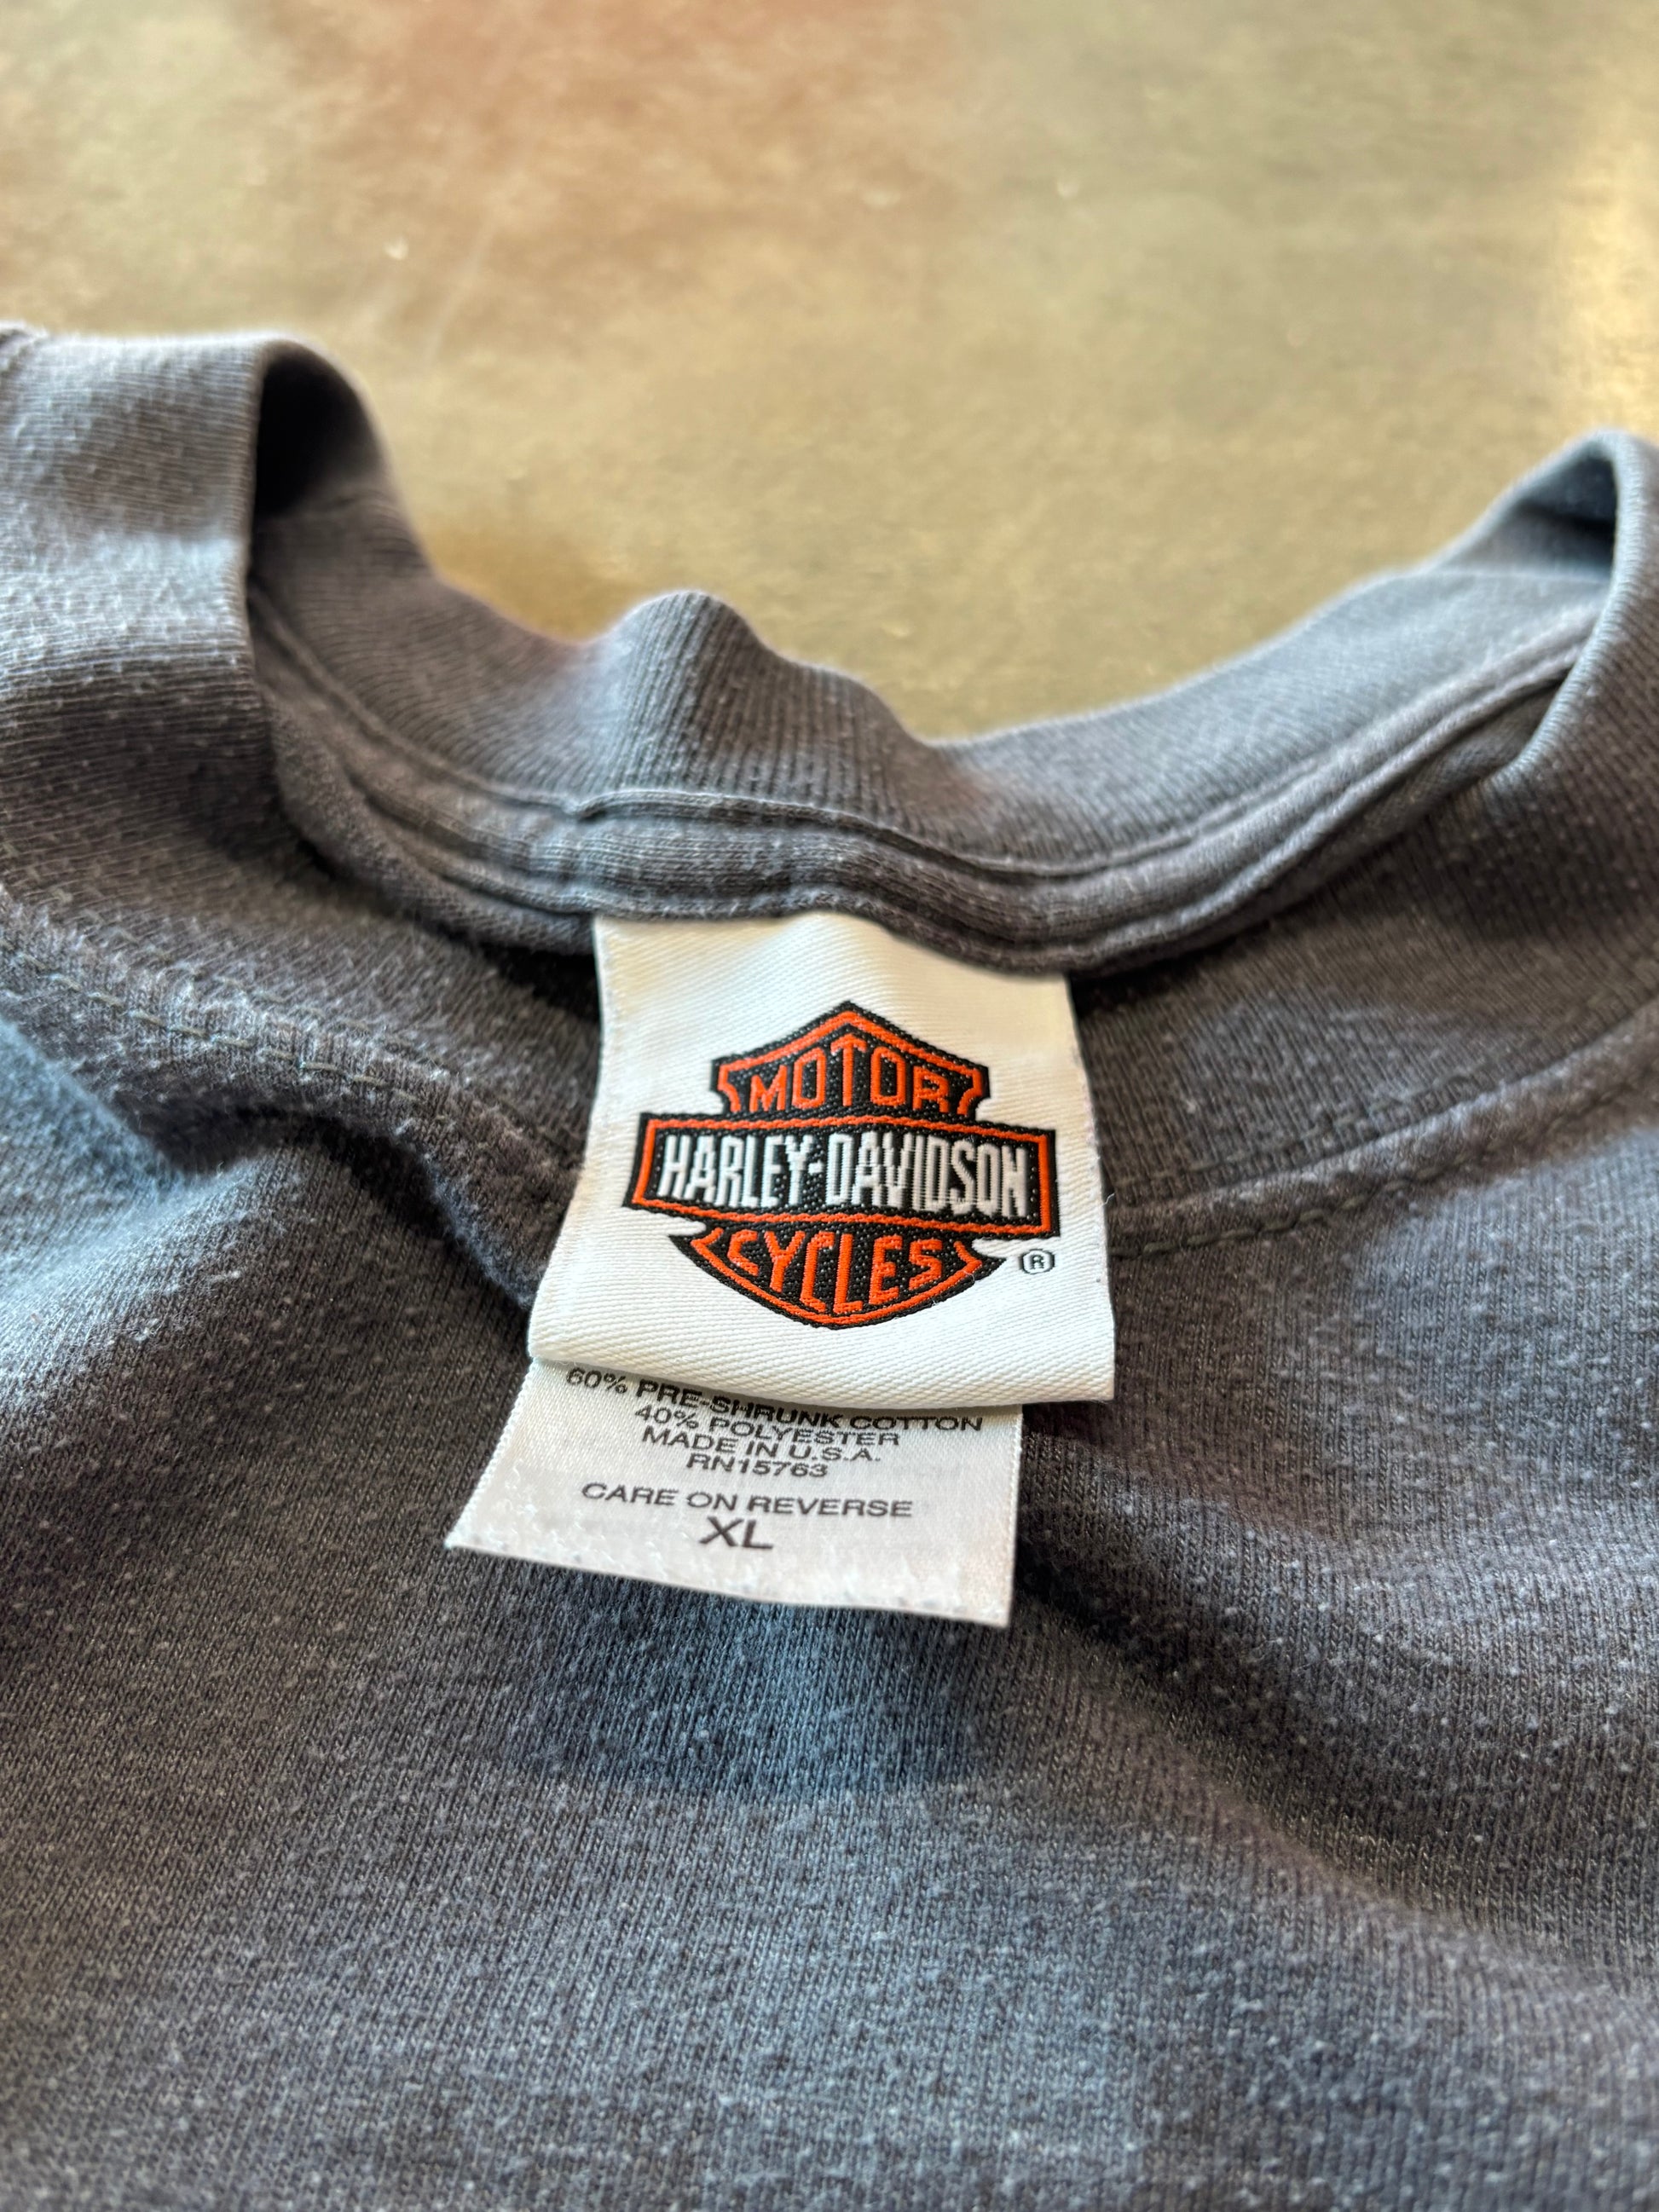 MOTOR
HARLEY-DAVIDSON
CYCLES
®
60% PRE-SHRUNK COTTON
40% POLYESTER
MADE IN U.S.A.
RN15763
CARE ON REVERSE
XL